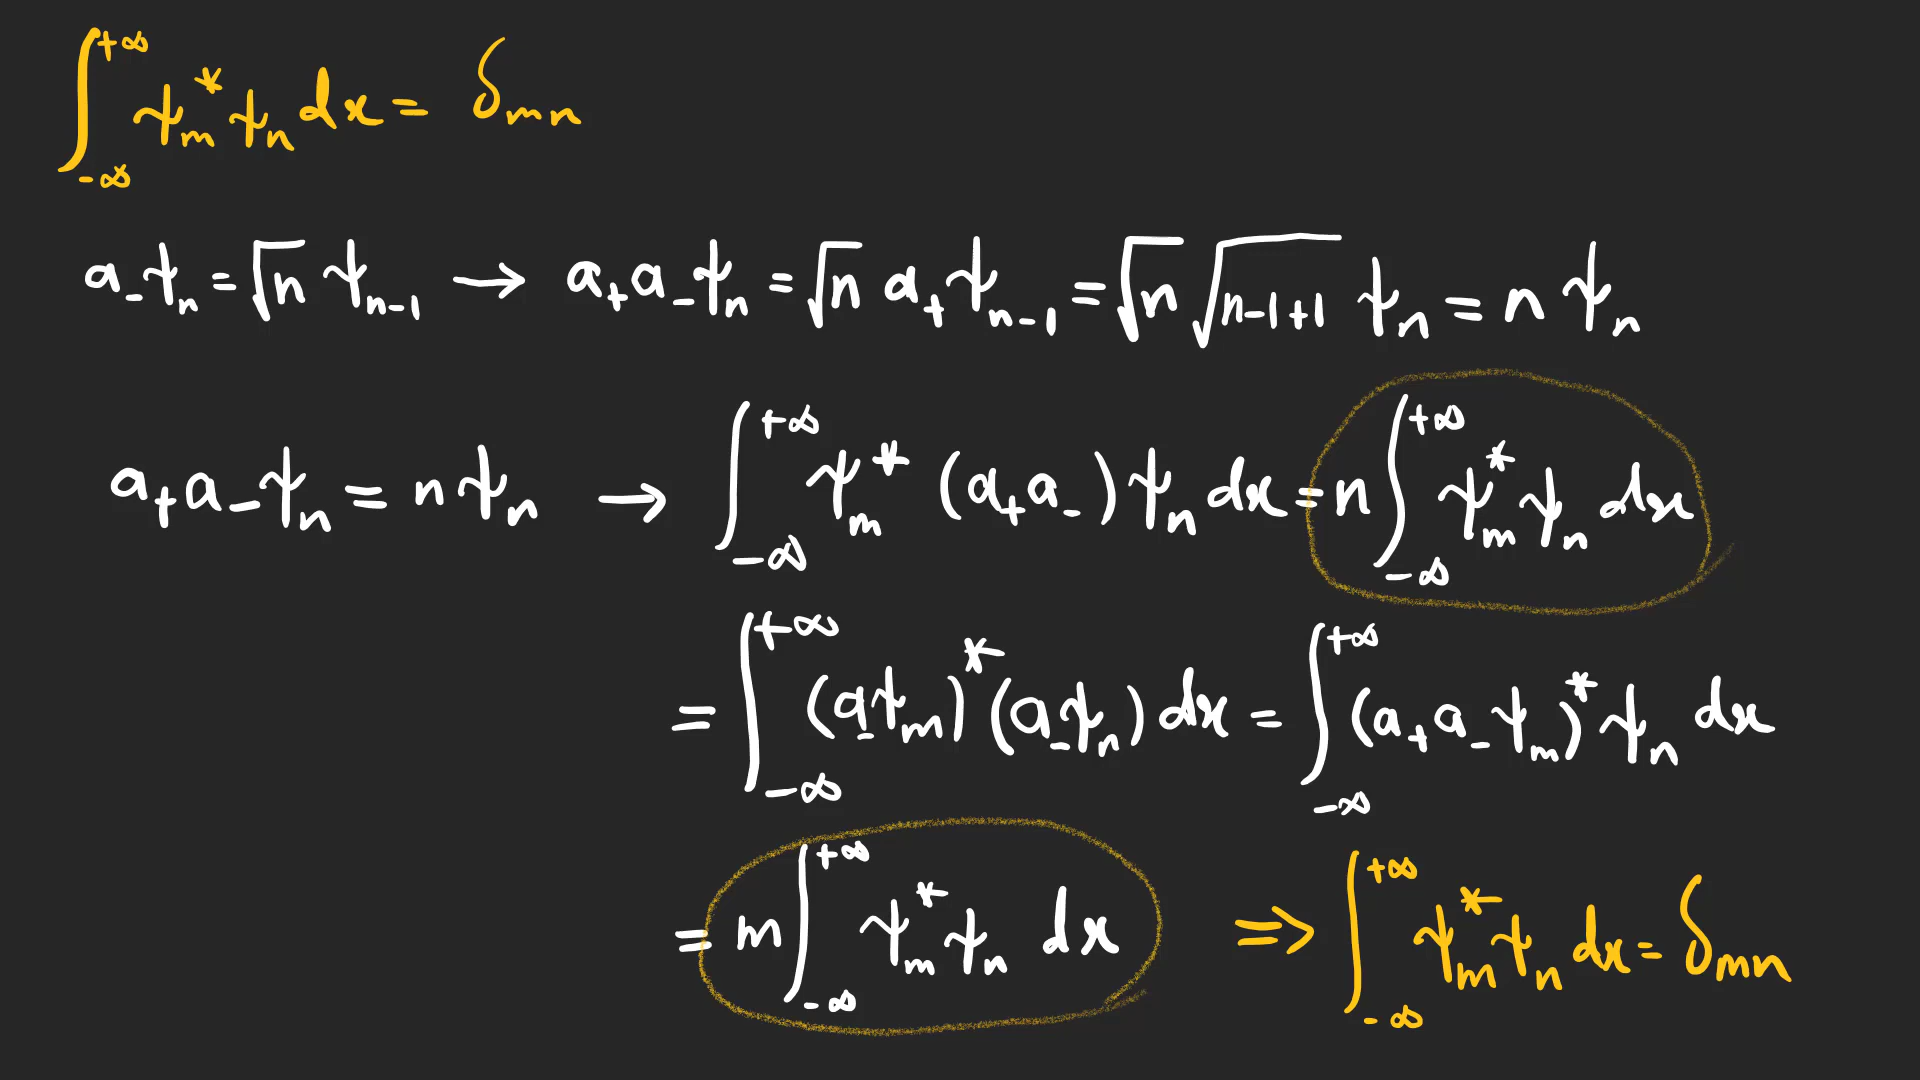 ∫_{-∞}^{+∞} ψ_m^* ψ_n dx = δ_{mn}
a_-ψ_n = √n ψ_{n-1} → a_+a_-ψ_n = √n a_+ψ_{n-1} = √n √(n-1+1) ψ_n = n ψ_n
a_+a_-ψ_n = nψ_n → ∫_{-∞}^{+∞} ψ_m^* (a_+a_-)ψ_n dx = n∫_{-∞}^{+∞} ψ_m^* ψ_n dx
= ∫_{-∞}^{+∞} (a_-ψ_m)^* (a_-ψ_n) dx = ∫_{-∞}^{+∞} (a_+a_-ψ_m)^* ψ_n dx
= m∫_{-∞}^{+∞} ψ_m^* ψ_n dx ⇒ ∫_{-∞}^{+∞} ψ_m^* ψ_n dx = δ_{mn}